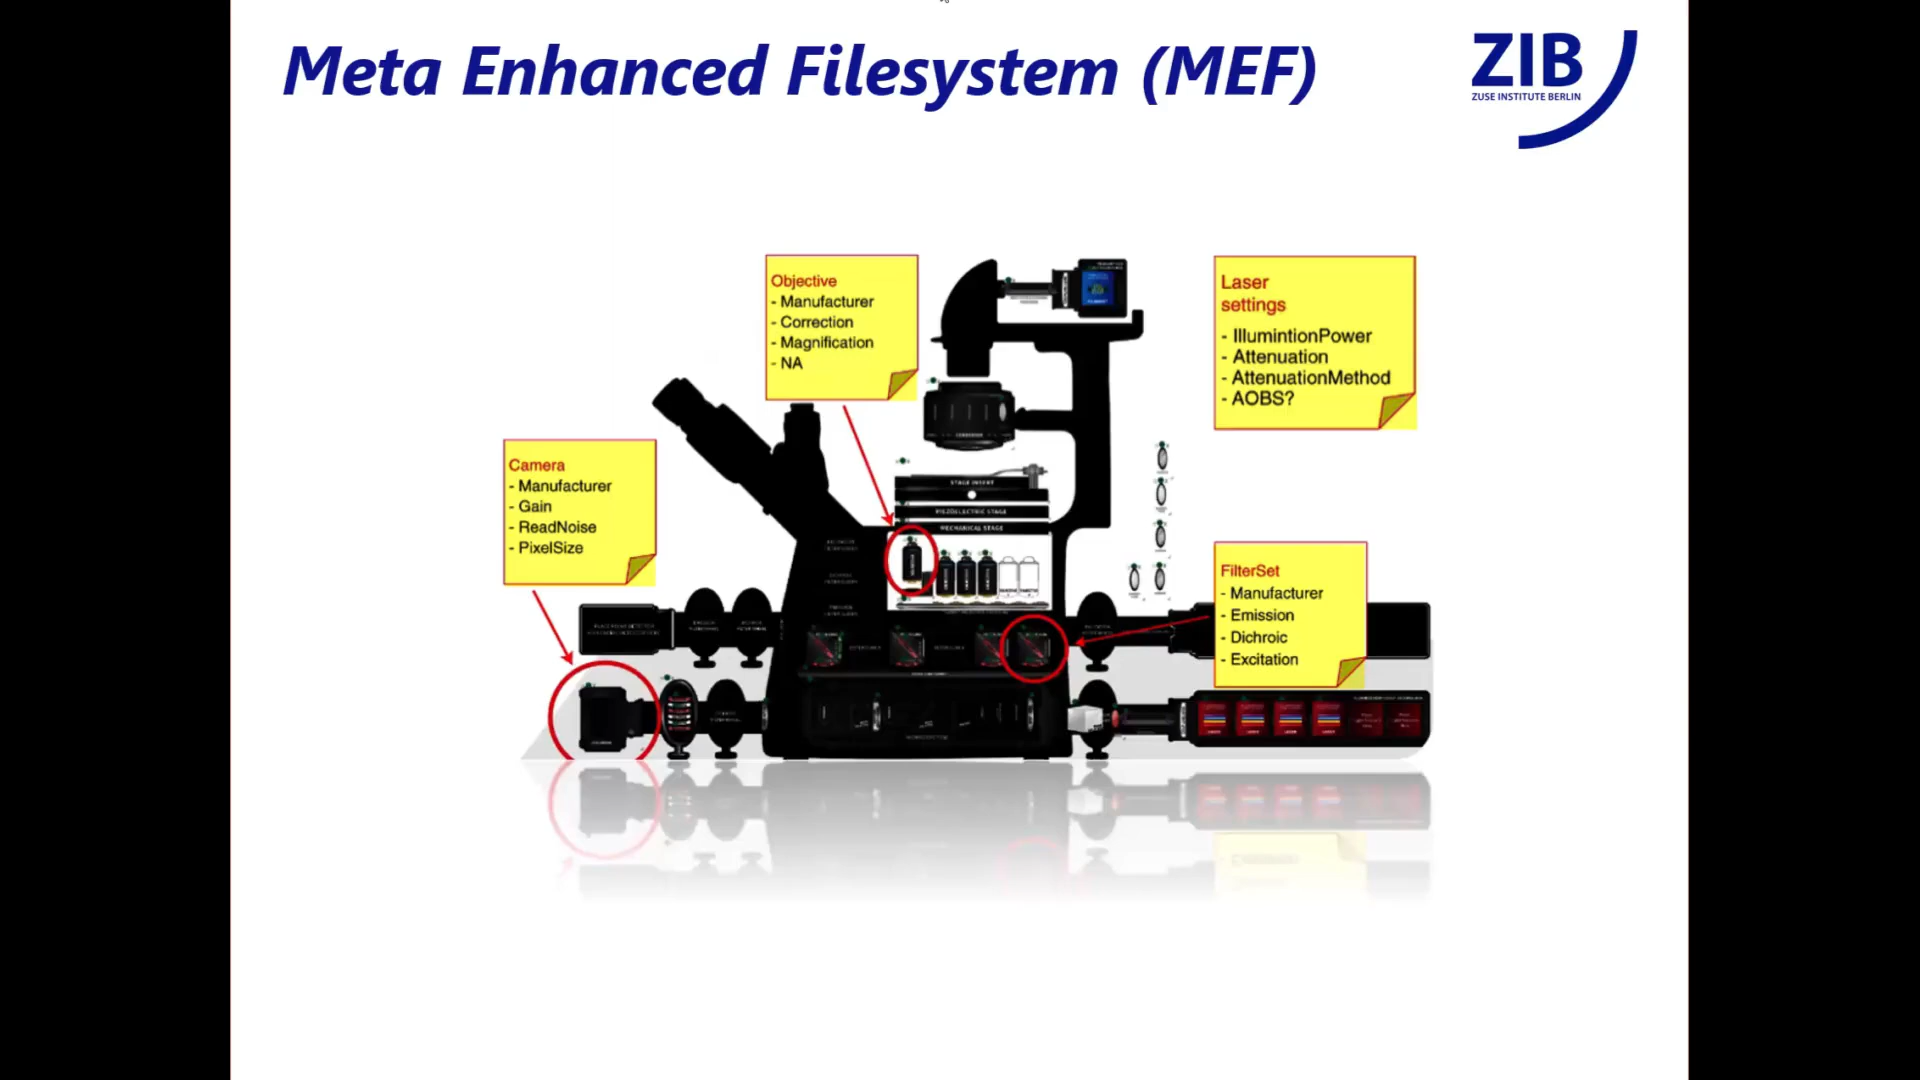 Meta Enhanced Filesystem (MEF)
ZIB
ZUSE INSTITUTE BERLIN
Objective
- Manufacturer
- Correction
- Magnification
- NA
Laser
settings
- IllumintionPower
- Attenuation
- AttenuationMethod
- AOBS?
Camera
- Manufacturer
- Gain
- ReadNoise
- PixelSize
STAGE INSERT
PIEZOELECTRIC STAGE
MECHANICAL STAGE
FilterSet
- Manufacturer
- Emission
- Dichroic
- Excitation